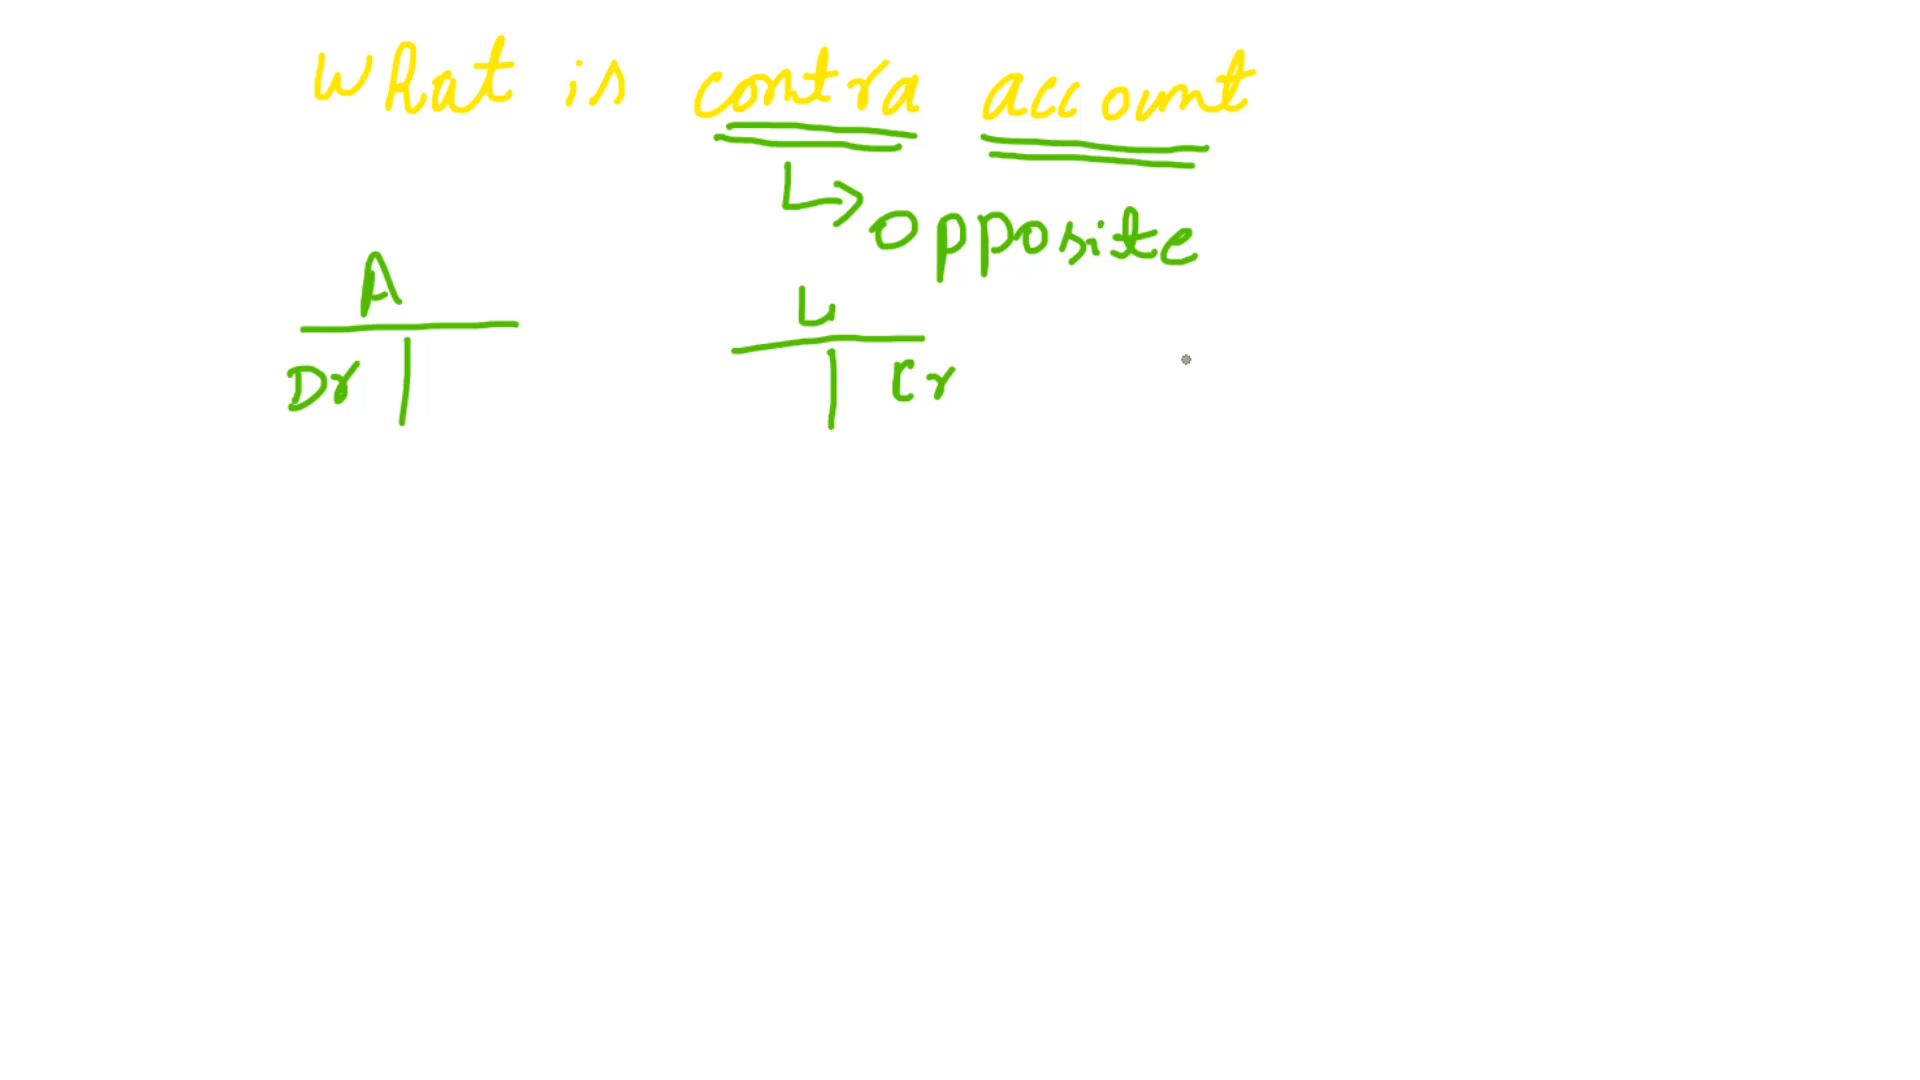 What is contra account
opposite
A
L
Dr
Cr